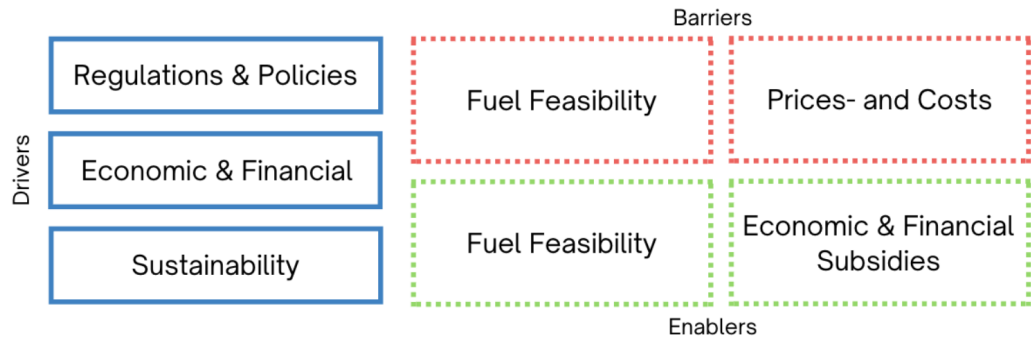 Barriers
Drivers
Regulations & Policies
Economic & Financial
Sustainability
Fuel Feasibility
Prices- and Costs
Fuel Feasibility
Economic & Financial
Subsidies
Enablers